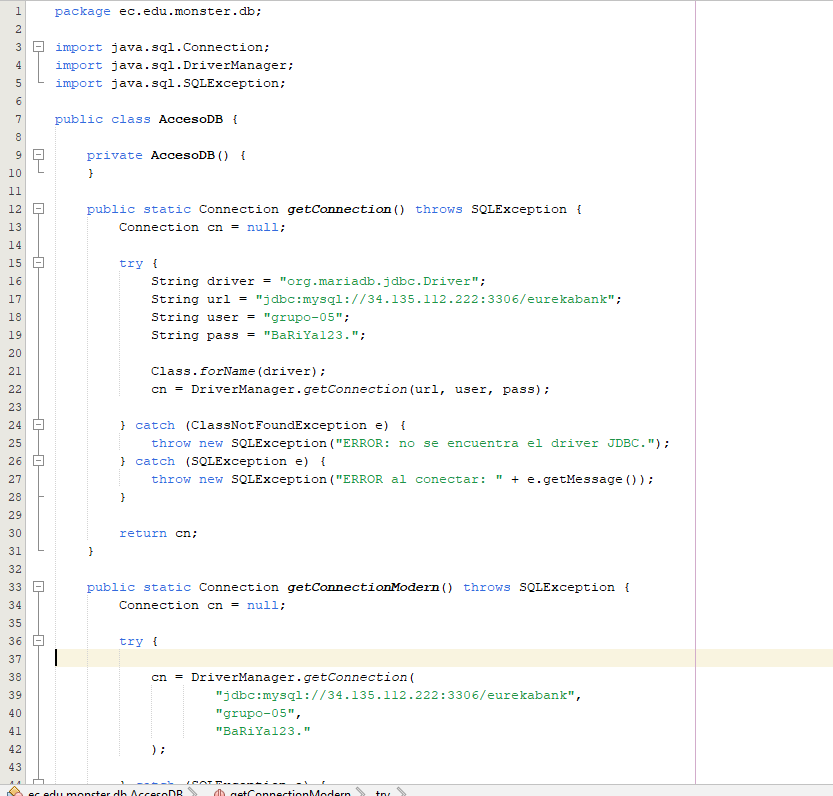 1 package ec.edu.monster.db;
2
3 import java.sql.Connection;
4 import java.sql.DriverManager;
5 import java.sql.SQLException;
6
7 public class AccesoDB {
8
9 private AccesoDB() {
10 }
11
12 public static Connection getConnection() throws SQLException {
13 Connection cn = null;
14
15 try {
16 String driver = "org.mariadb.jdbc.Driver";
17 String url = "jdbc:mysql://34.135.112.222:3306/eurekabank";
18 String user = "grupo-05";
19 String pass = "BaRiYa123.";
20
21 Class.forName(driver);
22 cn = DriverManager.getConnection(url, user, pass);
23
24 } catch (ClassNotFoundException e) {
25 throw new SQLException("ERROR: no se encuentra el driver JDBC.");
26 } catch (SQLException e) {
27 throw new SQLException("ERROR al conectar: " + e.getMessage());
28 }
29
30 return cn;
31 }
32
33 public static Connection getConnectionModern() throws SQLException {
34 Connection cn = null;
35
36 try {
37
38 cn = DriverManager.getConnection(
39 "jdbc:mysql://34.135.112.222:3306/eurekabank",
40 "grupo-05",
41 "BaRiYa123."
42 );
43
44 } catch (SQLException e) {
ec.edu.monster.db.AccesoDB getConnectionModern try